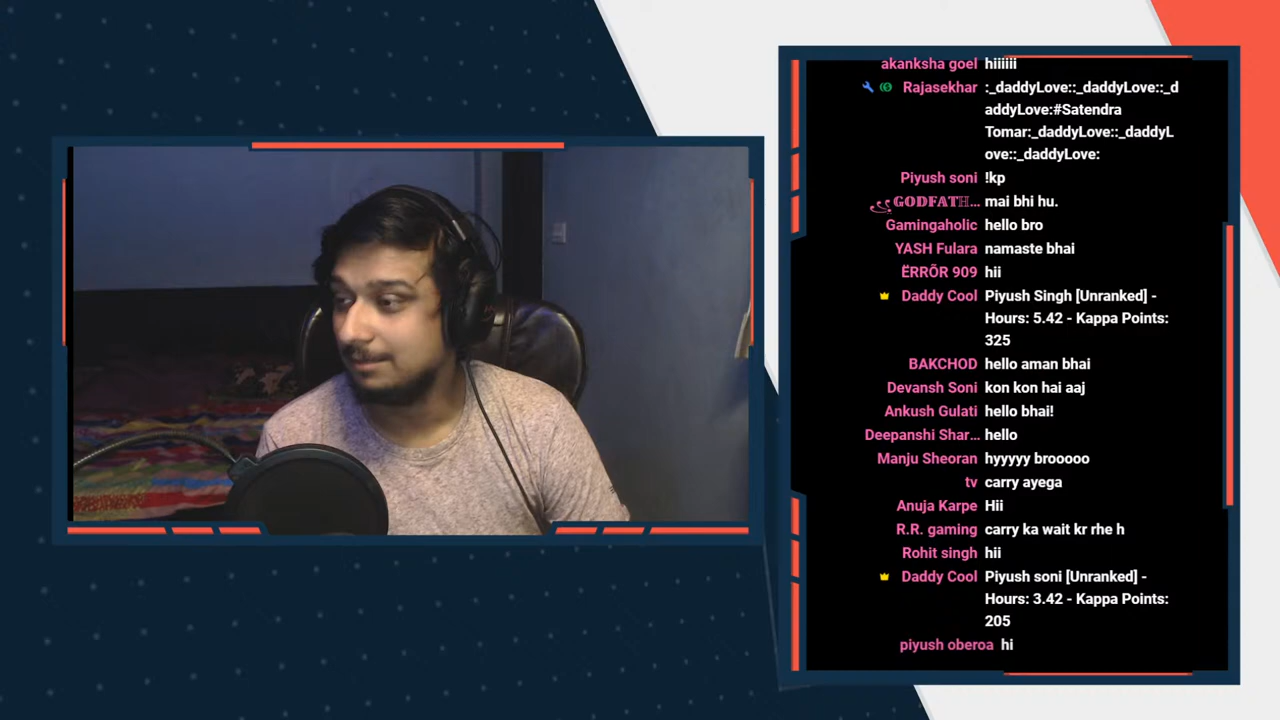 akanksha goel hiiiiii
Rajasekhar :_daddyLove::_daddyLove::_d
addyLove:#Satendra
Tomar:_daddyLove::_daddyL
ove::_daddyLove:
Piyush soni !kp
𝕲𝕺𝕯𝕱𝕬𝕿ℍ… mai bhi hu.
Gamingaholic hello bro
YASH Fulara namaste bhai
ËRRÕR 909 hii
Daddy Cool Piyush Singh [Unranked] -
Hours: 5.42 - Kappa Points:
325
BAKCHOD hello aman bhai
Devansh Soni kon kon hai aaj
Ankush Gulati hello bhai!
Deepanshi Shar… hello
Manju Sheoran hyyyyy brooooo
tv carry ayega
Anuja Karpe Hii
R.R. gaming carry ka wait kr rhe h
Rohit singh hii
Daddy Cool Piyush soni [Unranked] -
Hours: 3.42 - Kappa Points:
205
piyush oberoa hi